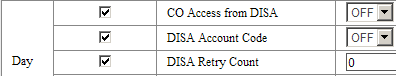 CO Access from DISA OFF
DISA Account Code OFF
Day DISA Retry Count 0